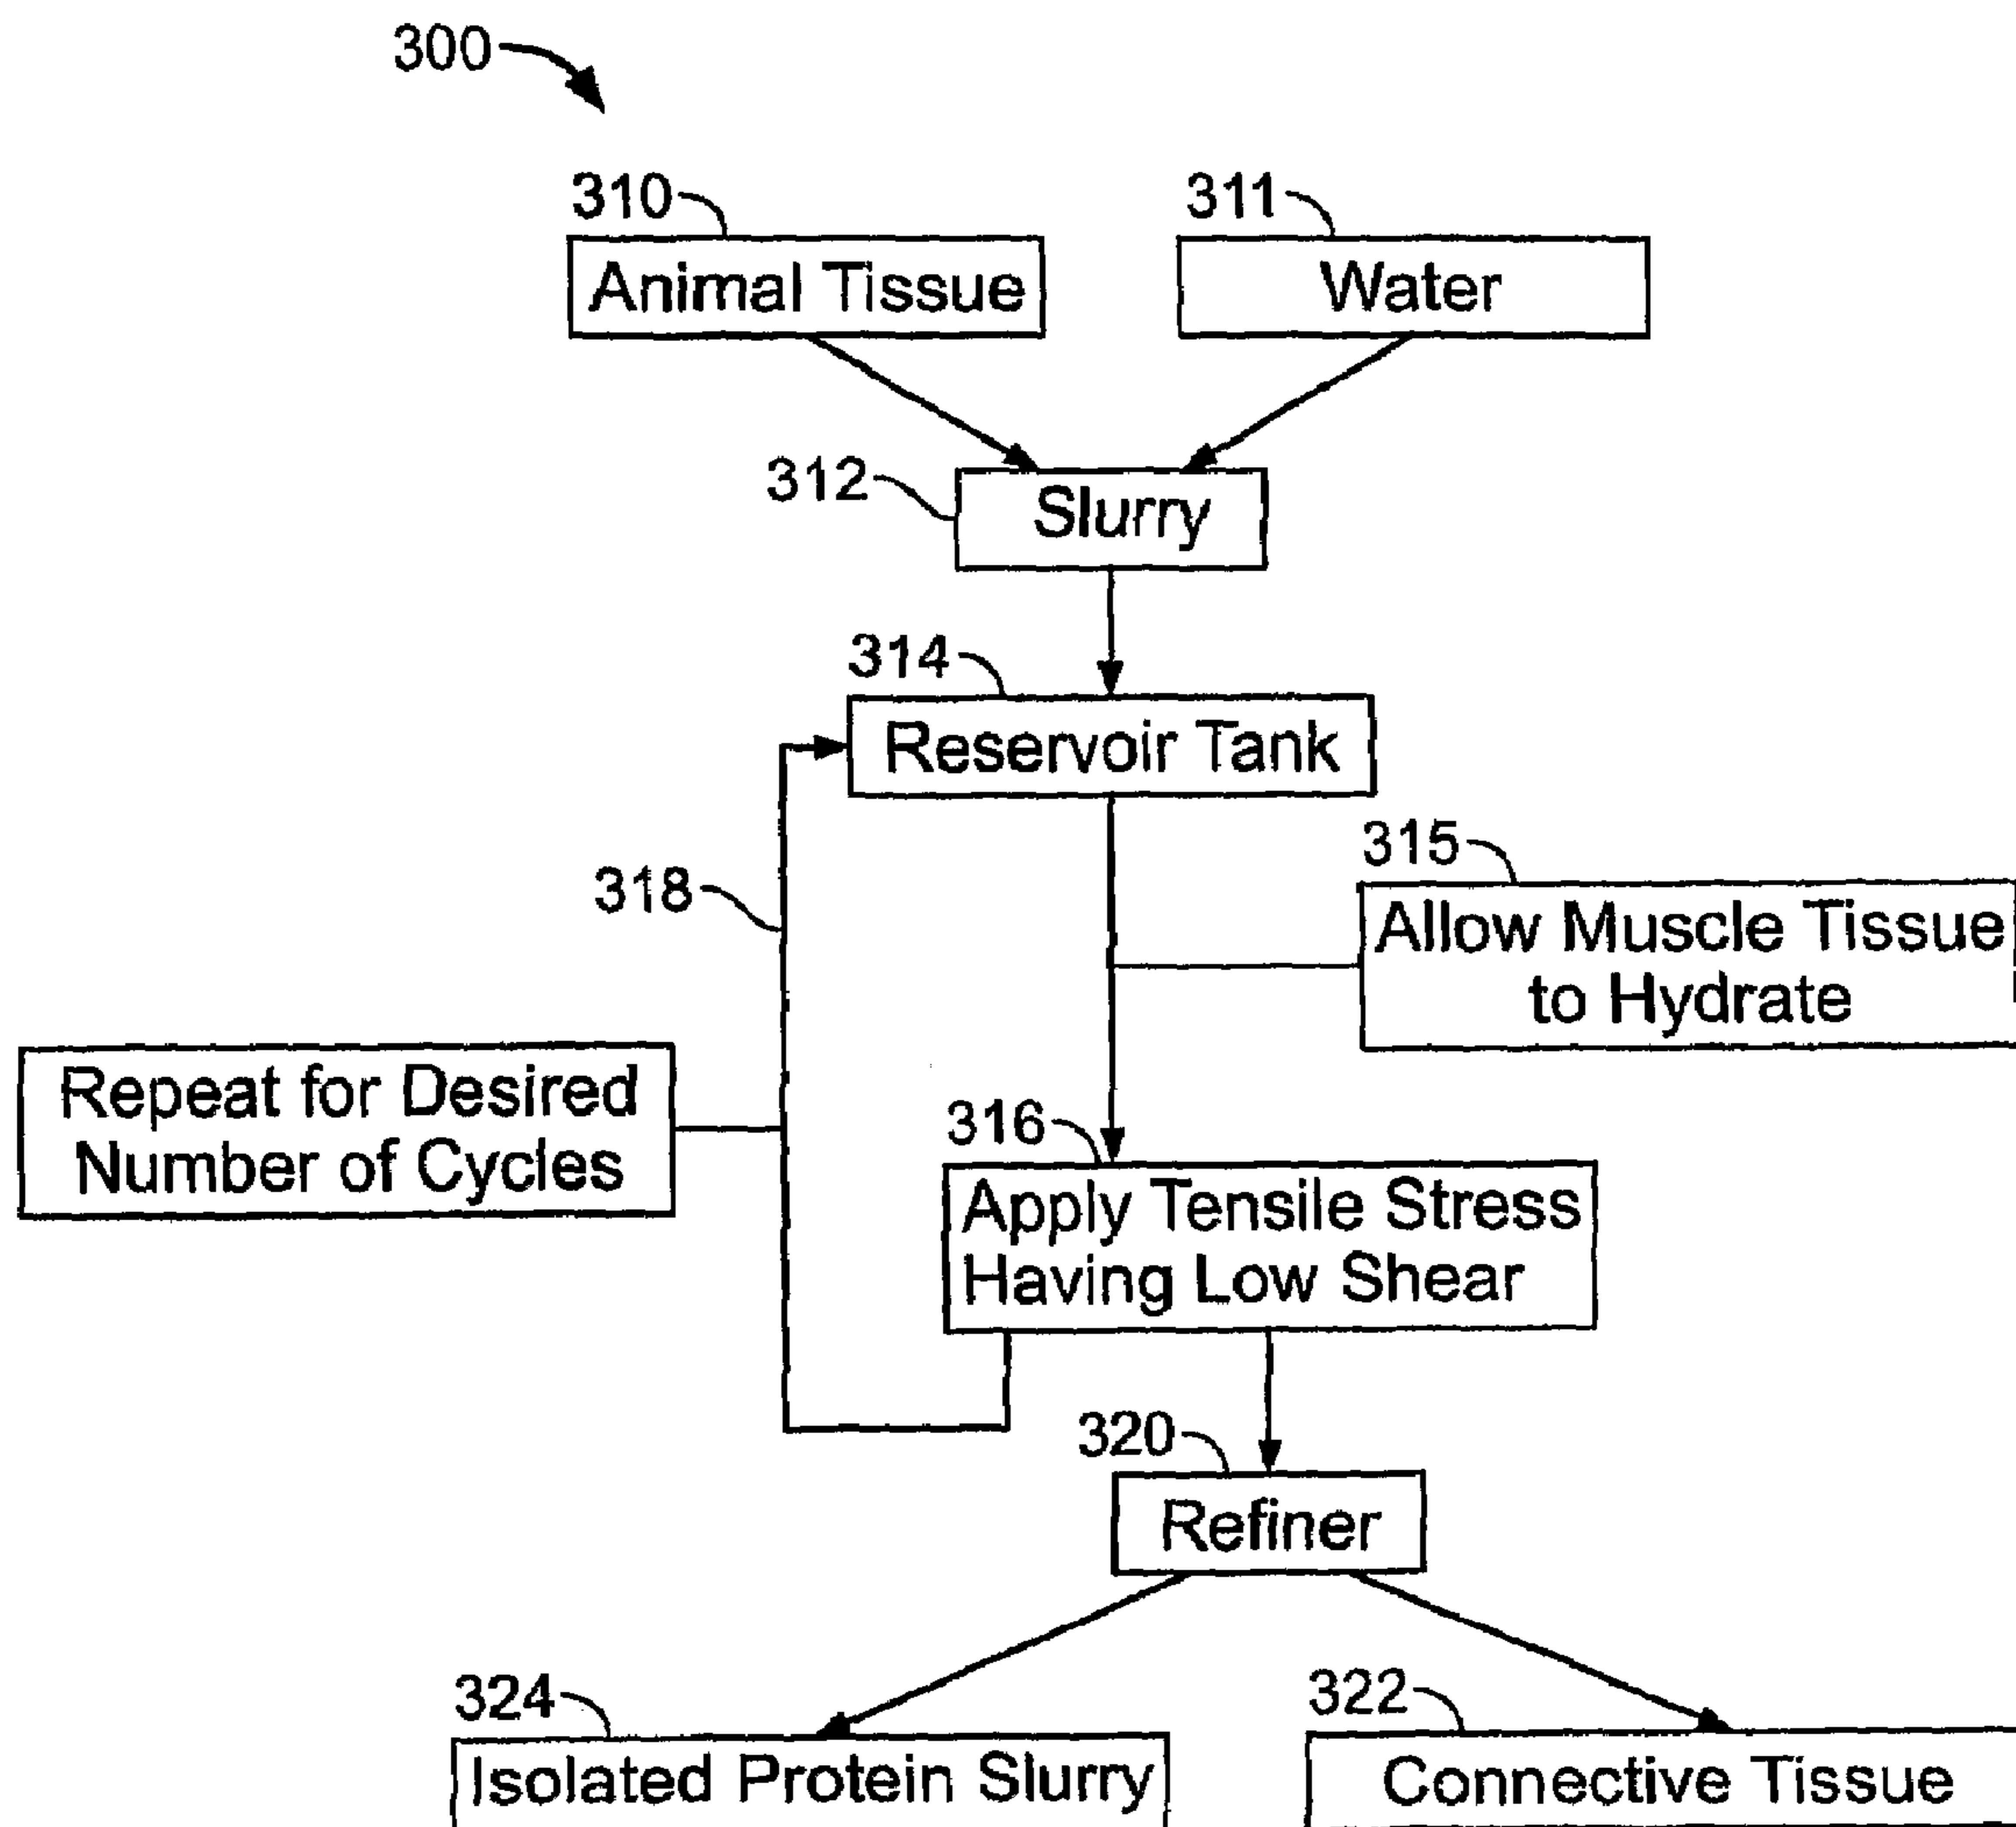 300
310
311
Animal Tissue
Water
312
Slurry
314
Reservoir Tank
315
318
Allow Muscle Tissue
to Hydrate
Repeat for Desired
Number of Cycles
316
Apply Tensile Stress
Having Low Shear
320
Refiner
324
322
Isolated Protein Slurry
Connective Tissue